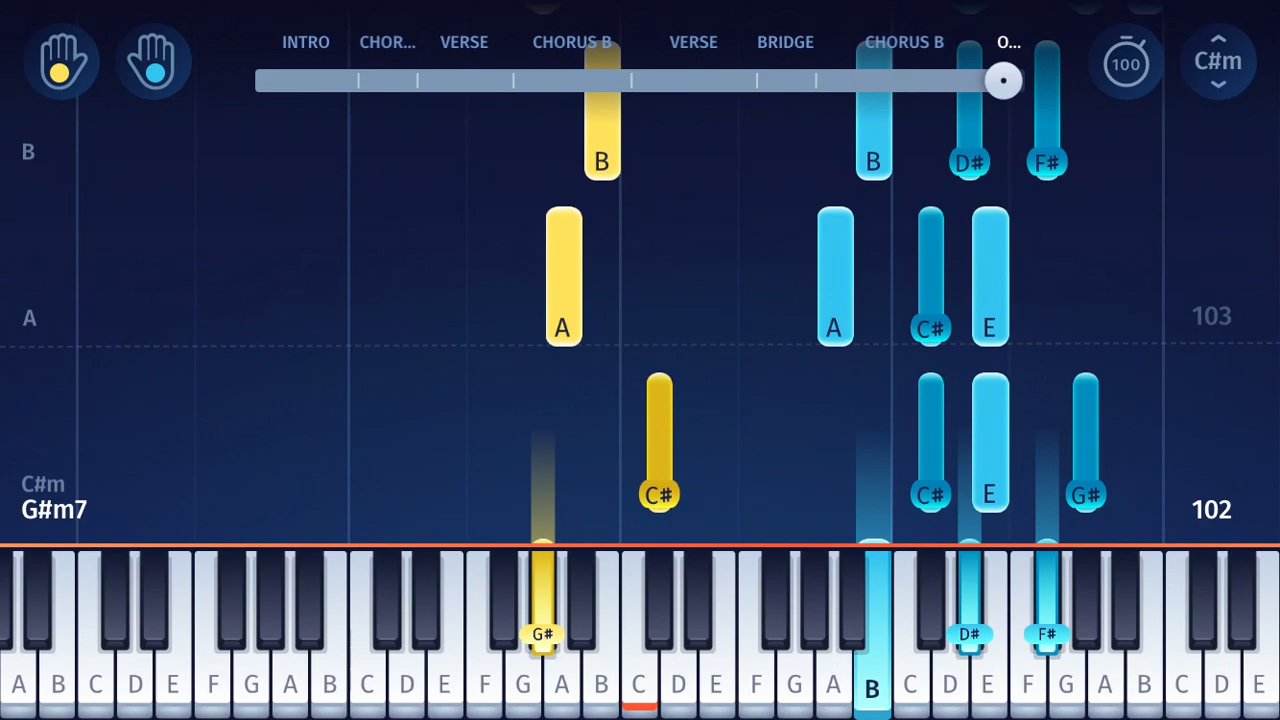 INTRO CHOR... VERSE CHORUS B VERSE BRIDGE CHORUS B O...
100
C#m
B
B B D# F#
A
A A C# E
103
C#m
C# C# E G#
G#m7
102
G# D# F#
A B C D E F G A B C D E F G A B C D E F G A B C D E F G A B C D E